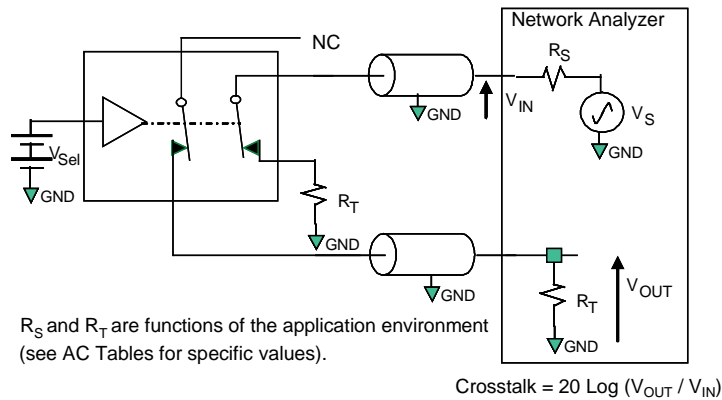 Network Analyzer
NC
R_S
V_IN
V_S
GND
GND
V_Sel
GND
R_T
GND
GND
V_OUT
R_T
GND
R_S and R_T are functions of the application environment
(see AC Tables for specific values).
Crosstalk = 20 Log (V_OUT / V_IN)